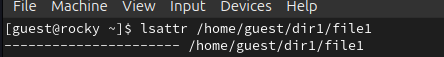 File Machine View Input Devices Help
[guest@rocky ~]$ lsattr /home/guest/dir1/file1
---------------------- /home/guest/dir1/file1